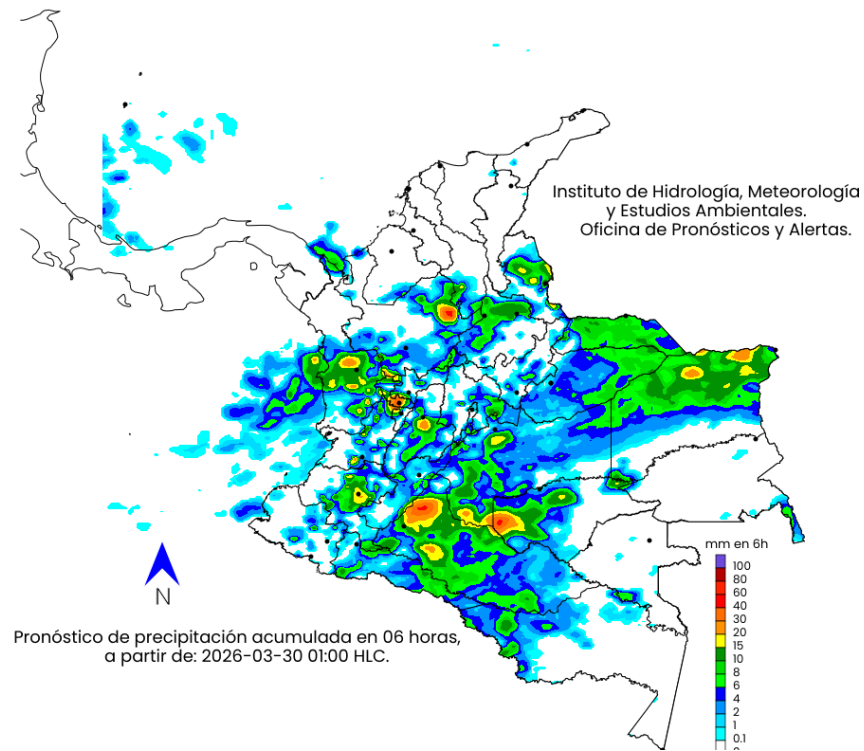 Instituto de Hidrología, Meteorología
y Estudios Ambientales.
Oficina de Pronósticos y Alertas.
N
Pronóstico de precipitación acumulada en 06 horas,
a partir de: 2026-03-30 01:00 HLC.
mm en 6h
100
80
60
40
30
20
15
10
8
6
4
2
1
0.1
0